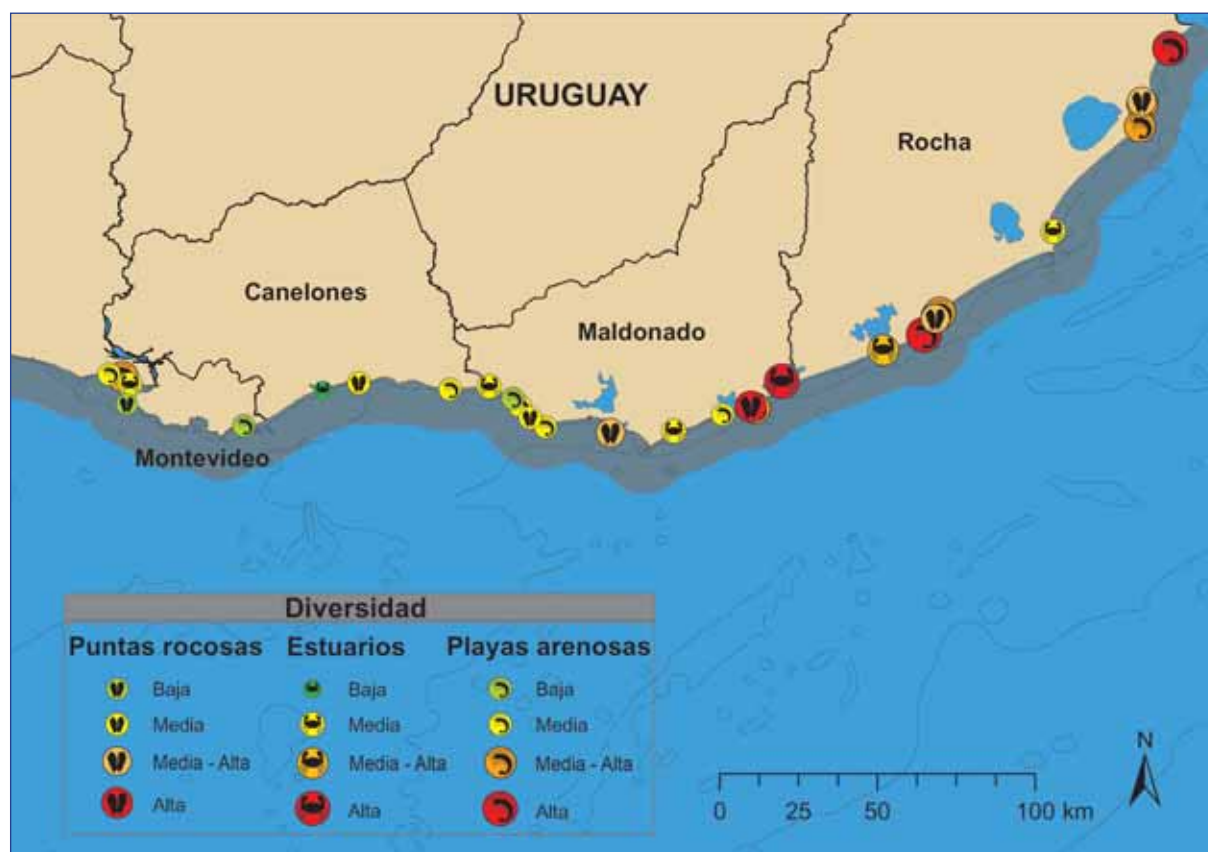 URUGUAY
Rocha
Canelones
Maldonado
Montevideo
Diversidad
Puntas rocosas Estuarios Playas arenosas
Baja Baja Baja
Media Media Media
Media - Alta Media - Alta Media - Alta
Alta Alta Alta
N
0 25 50 100 km